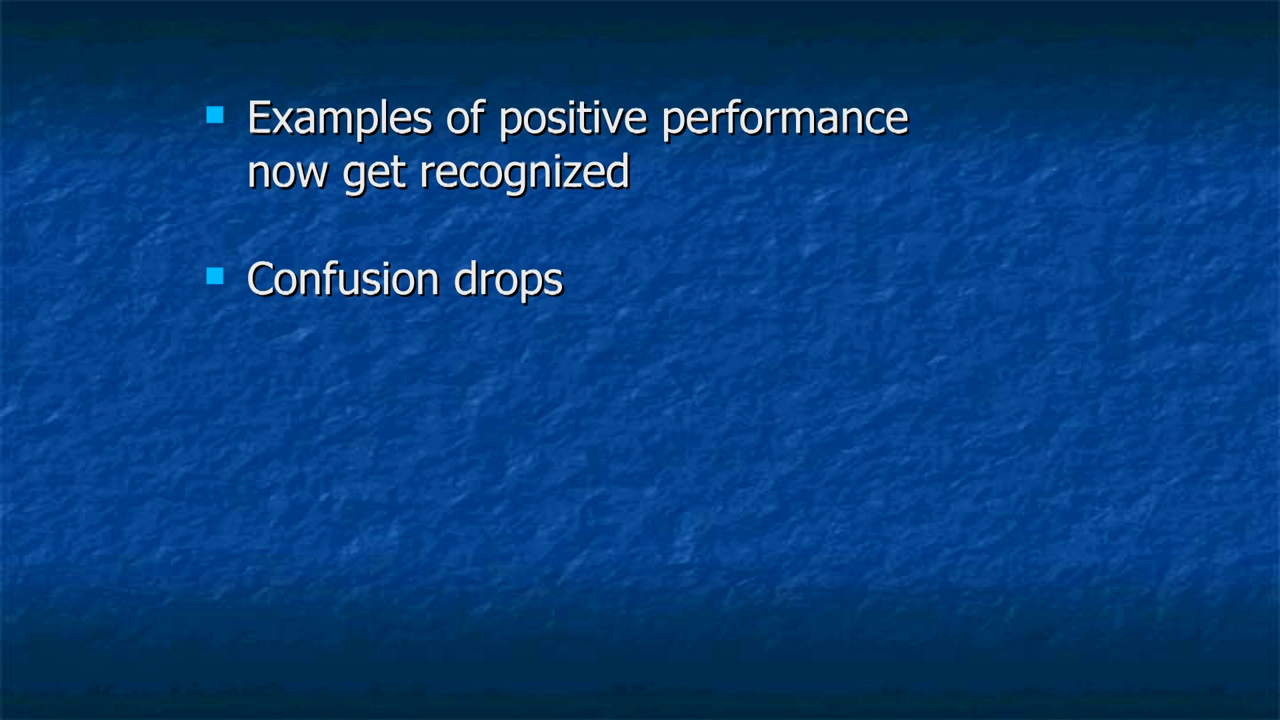 Examples of positive performance
now get recognized
Confusion drops